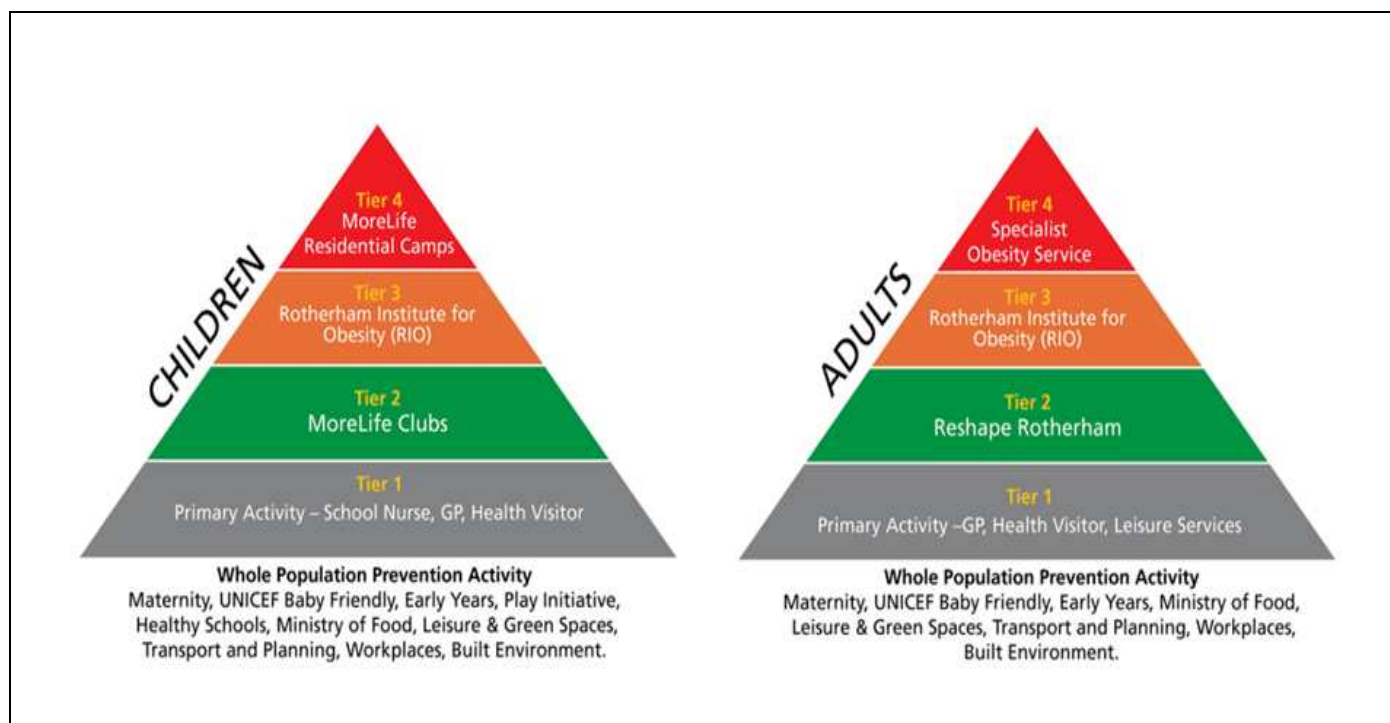 CHILDREN
Tier 4
MoreLife
Residential Camps
Tier 3
Rotherham Institute for
Obesity (RIO)
Tier 2
MoreLife Clubs
Tier 1
Primary Activity – School Nurse, GP, Health Visitor
Whole Population Prevention Activity
Maternity, UNICEF Baby Friendly, Early Years, Play Initiative,
Healthy Schools, Ministry of Food, Leisure & Green Spaces,
Transport and Planning, Workplaces, Built Environment.
ADULTS
Tier 4
Specialist
Obesity Service
Tier 3
Rotherham Institute for
Obesity (RIO)
Tier 2
Reshape Rotherham
Tier 1
Primary Activity –GP, Health Visitor, Leisure Services
Whole Population Prevention Activity
Maternity, UNICEF Baby Friendly, Early Years, Ministry of Food,
Leisure & Green Spaces, Transport and Planning, Workplaces,
Built Environment.